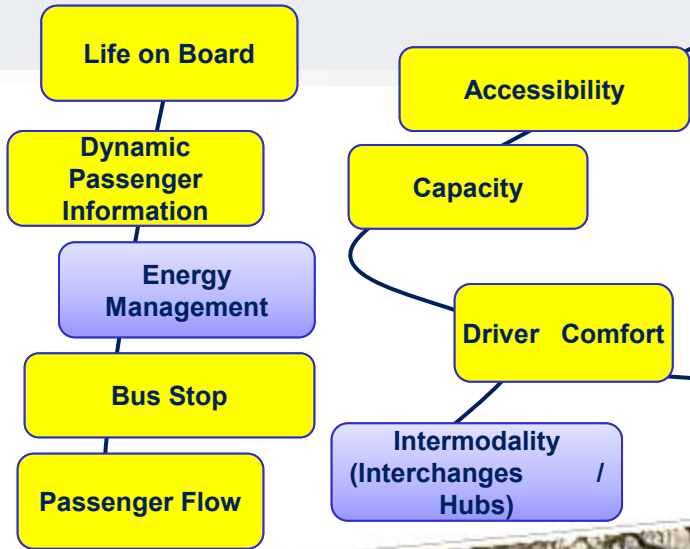 Life on Board
Dynamic
Passenger
Information
Energy
Management
Bus Stop
Passenger Flow
Accessibility
Capacity
Driver Comfort
Intermodality
(Interchanges /
Hubs)